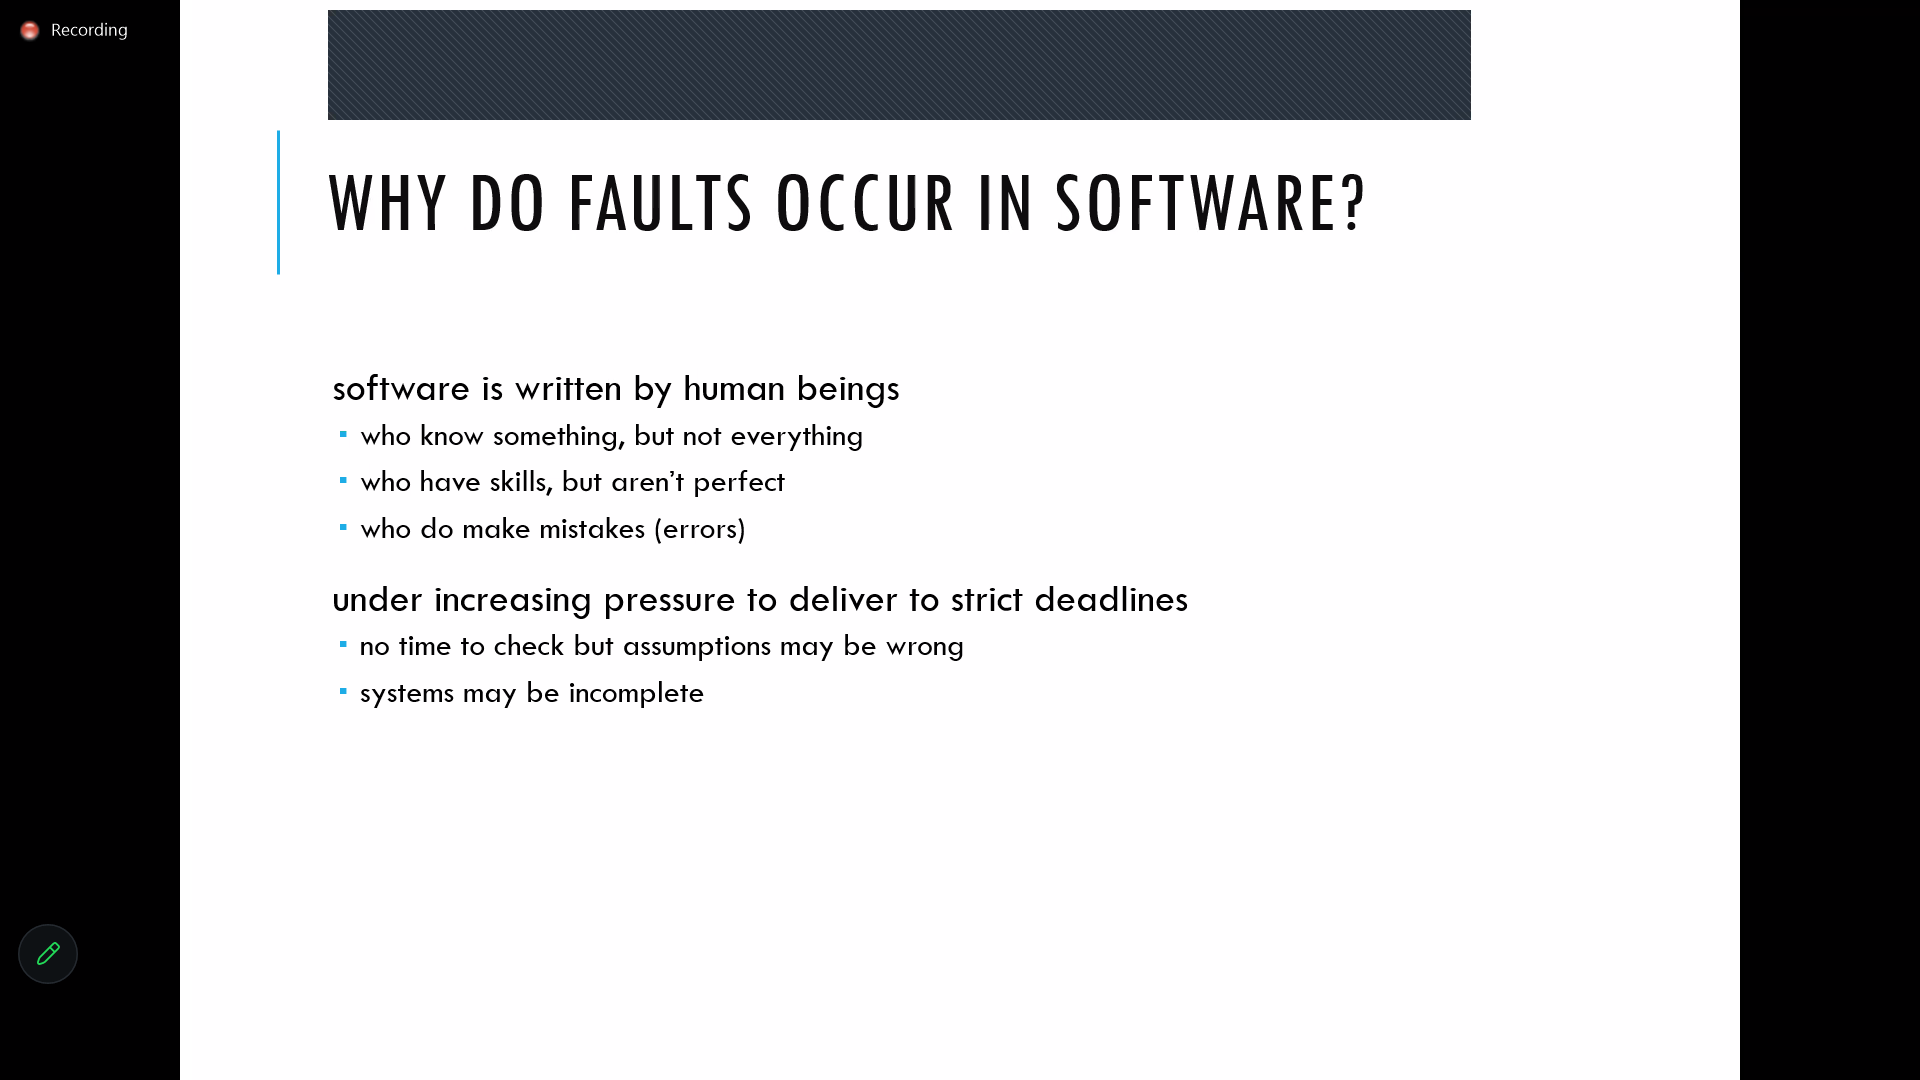 Recording
WHY DO FAULTS OCCUR IN SOFTWARE?
software is written by human beings
▪ who know something, but not everything
▪ who have skills, but aren’t perfect
▪ who do make mistakes (errors)
under increasing pressure to deliver to strict deadlines
▪ no time to check but assumptions may be wrong
▪ systems may be incomplete